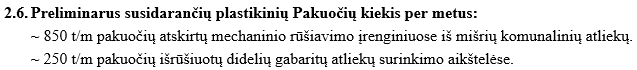 2.6. Preliminarus susidarančių plastikinių Pakuočių kiekis per metus:
~ 850 t/m pakuočių atskirtų mechaninio rūšiavimo įrenginiuose iš mišrių komunalinių atliekų.
~ 250 t/m pakuočių išrūšiuotų didelių gabaritų atliekų surinkimo aikštelėse.